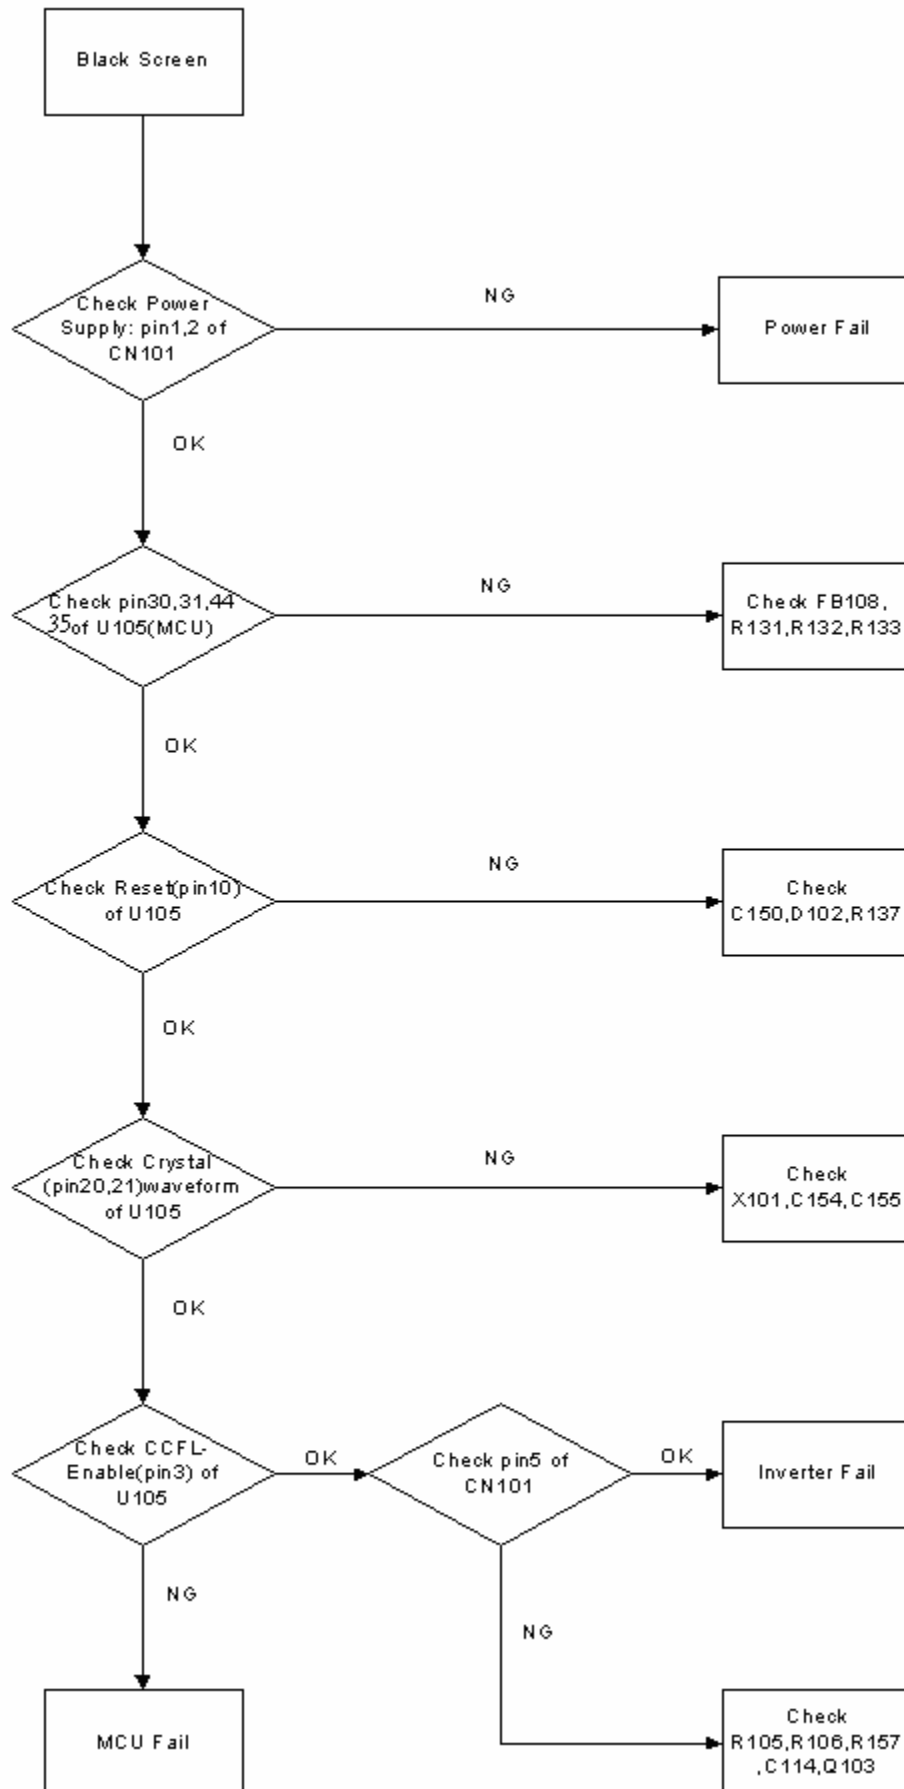 Black Screen
Check Power
Supply: pin1,2 of
CN101
NG
Power Fail
OK
Check pin30,31,44
35of U105(MCU)
NG
Check FB108,
R131,R132,R133
OK
Check Reset(pin10)
of U105
NG
Check
C150,D102,R137
OK
Check Crystal
(pin20,21)waveform
of U105
NG
Check
X101,C154,C155
OK
Check CCFL-
Enable(pin3) of
U105
OK
Check pin5 of
CN101
OK
Inverter Fail
NG
NG
MCU Fail
Check
R105,R106,R157
,C114,Q103